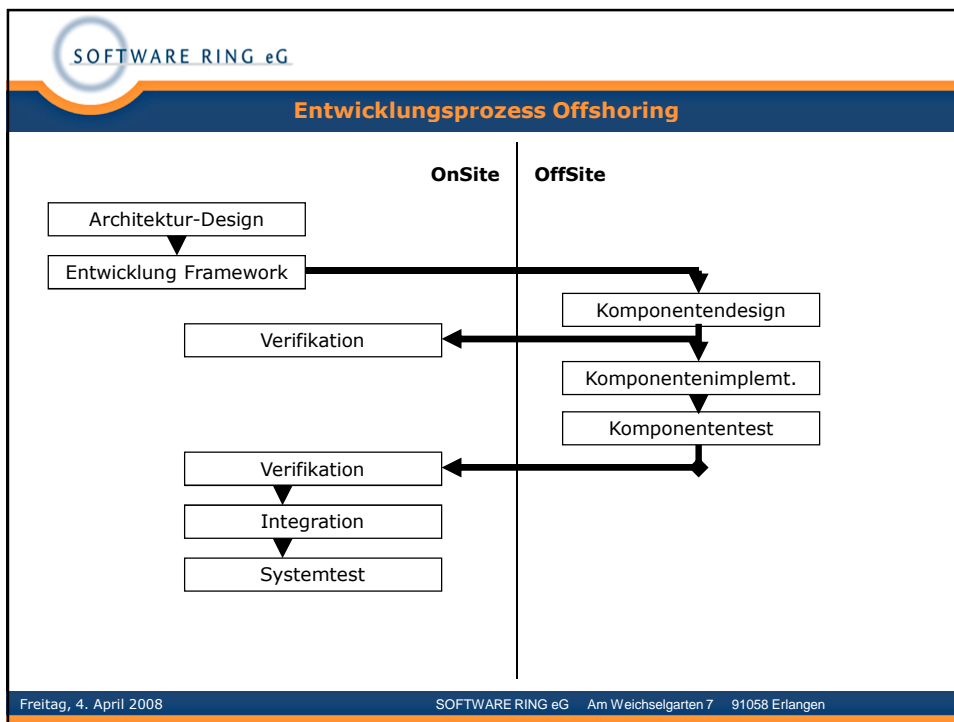 SOFTWARE RING eG
Entwicklungsprozess Offshoring
OnSite OffSite
Architektur-Design
Entwicklung Framework
Komponentendesign
Verifikation
Komponentenimplemt.
Komponententest
Verifikation
Integration
Systemtest
Freitag, 4. April 2008 SOFTWARE RING eG Am Weichselgarten 7 91058 Erlangen